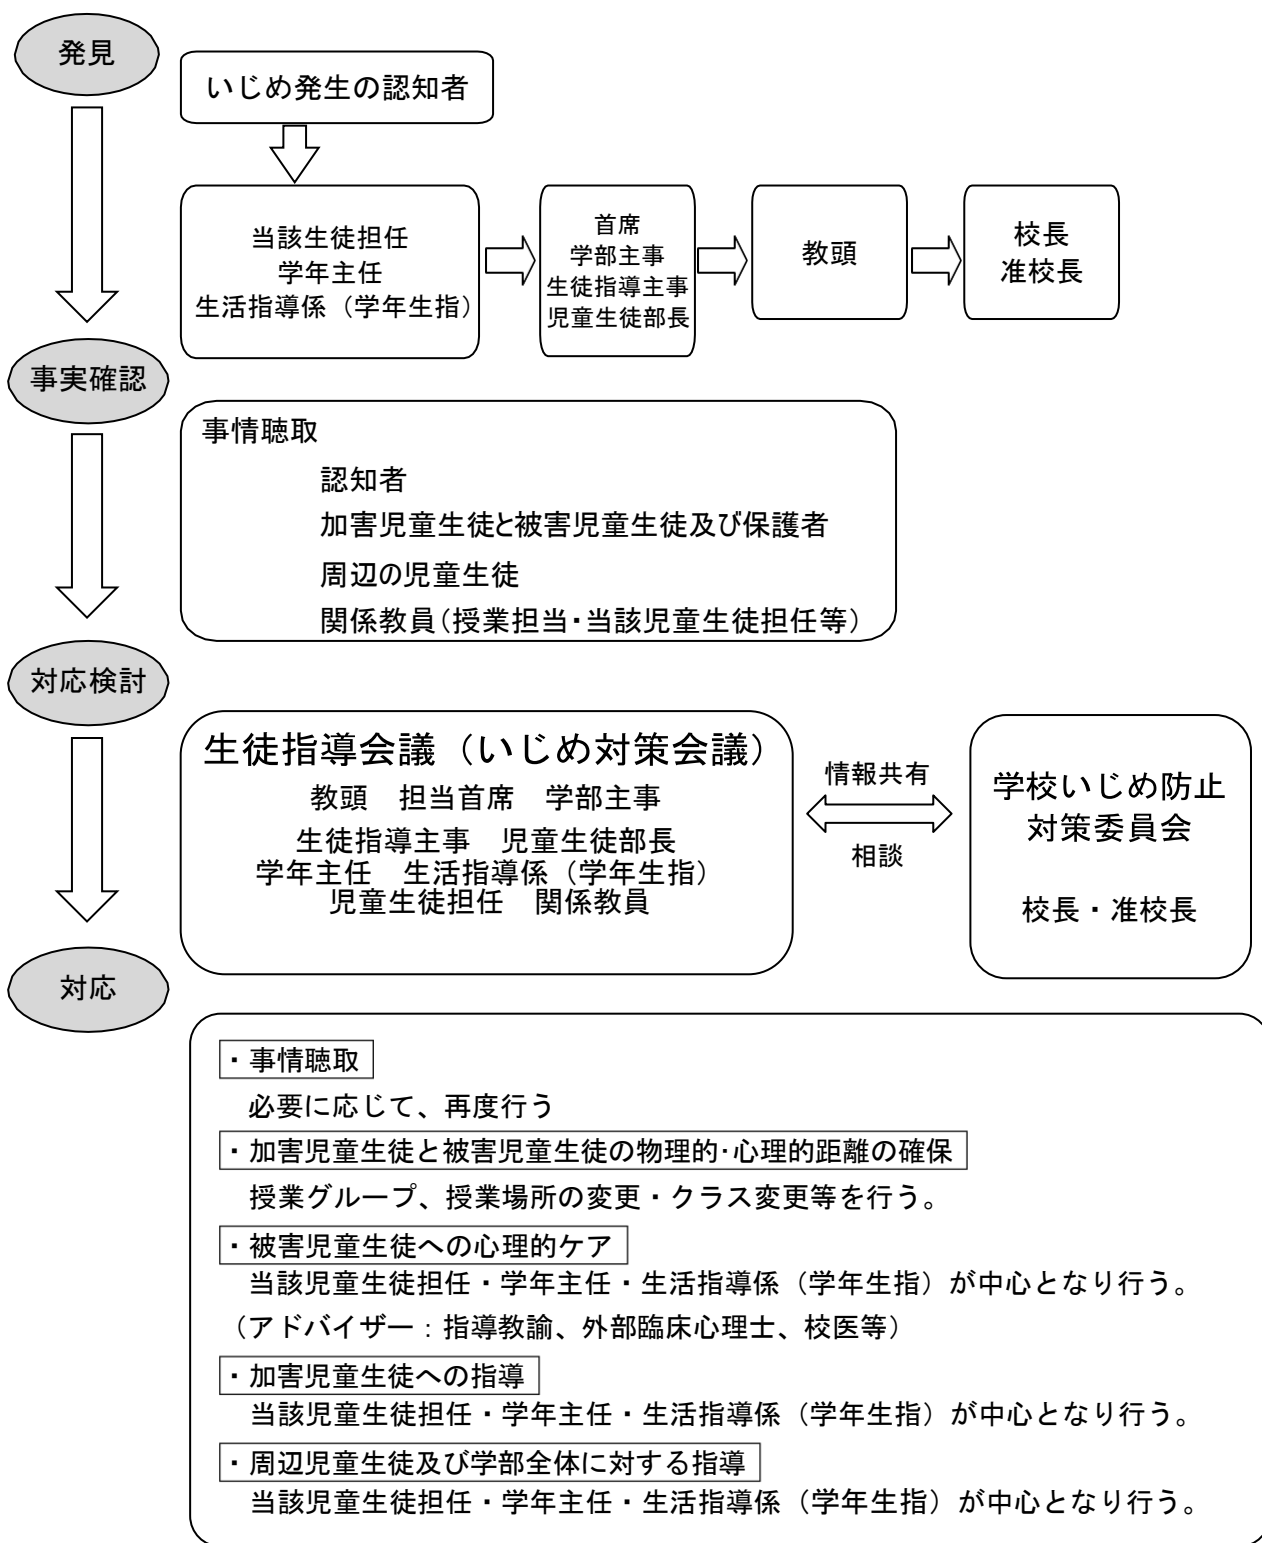 発見
いじめ発生の認知者
当該生徒担任
学年主任
生活指導係（学年生指）
首席
学部主事
生徒指導主事
児童生徒部長
教頭
校長
准校長
事実確認
事情聴取
認知者
加害児童生徒と被害児童生徒及び保護者
周辺の児童生徒
関係教員（授業担当・当該児童生徒担任等）
対応検討
生徒指導会議（いじめ対策会議）
教頭　担当首席　学部主事
生徒指導主事　児童生徒部長
学年主任　生活指導係（学年生指）
児童生徒担任　関係教員
情報共有
相談
学校いじめ防止
対策委員会
校長・准校長
対応
・事情聴取
必要に応じて、再度行う
・加害児童生徒と被害児童生徒の物理的・心理的距離の確保
授業グループ、授業場所の変更・クラス変更等を行う。
・被害児童生徒への心理的ケア
当該児童生徒担任・学年主任・生活指導係（学年生指）が中心となり行う。
（アドバイザー：指導教諭、外部臨床心理士、校医等）
・加害児童生徒への指導
当該児童生徒担任・学年主任・生活指導係（学年生指）が中心となり行う。
・周辺児童生徒及び学部全体に対する指導
当該児童生徒担任・学年主任・生活指導係（学年生指）が中心となり行う。